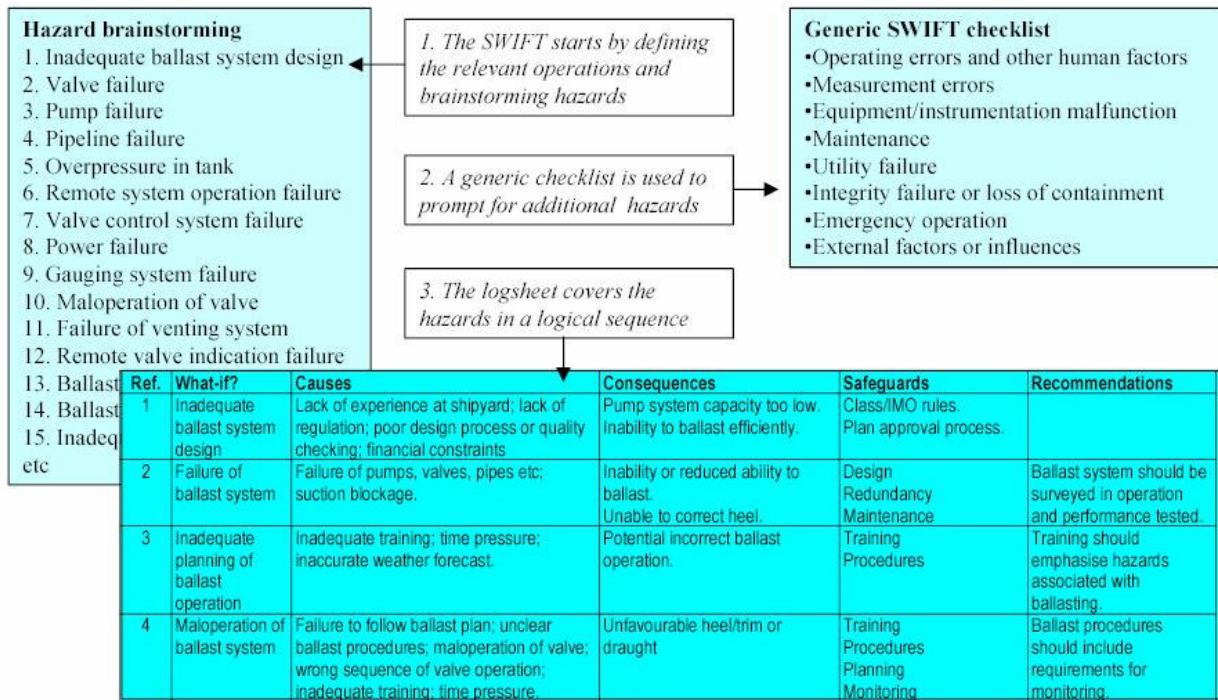 Hazard brainstorming
1. Inadequate ballast system design
2. Valve failure
3. Pump failure
4. Pipeline failure
5. Overpressure in tank
6. Remote system operation failure
7. Valve control system failure
8. Power failure
9. Gauging system failure
10. Maloperation of valve
11. Failure of venting system
12. Remote valve indication failure
13. Ballast
14. Ballast
15. Inadeq
etc
1. The SWIFT starts by defining
the relevant operations and
brainstorming hazards
2. A generic checklist is used to
prompt for additional hazards
3. The logsheet covers the
hazards in a logical sequence
Generic SWIFT checklist
•Operating errors and other human factors
•Measurement errors
•Equipment/instrumentation malfunction
•Maintenance
•Utility failure
•Integrity failure or loss of containment
•Emergency operation
•External factors or influences
Ref. What-if? Causes Consequences Safeguards Recommendations
1
Inadequate
ballast system
design
Lack of experience at shipyard; lack of
regulation; poor design process or quality
checking; financial constraints
Pump system capacity too low.
Inability to ballast efficiently.
Class/IMO rules.
Plan approval process.
2
Failure of
ballast system
Failure of pumps, valves, pipes etc;
suction blockage.
Inability or reduced ability to
ballast.
Unable to correct heel.
Design
Redundancy
Maintenance
Ballast system should be
surveyed in operation
and performance tested.
3
Inadequate
planning of
ballast
operation
Inadequate training; time pressure;
inaccurate weather forecast.
Potential incorrect ballast
operation.
Training
Procedures
Training should
emphasise hazards
associated with
ballasting.
4
Maloperation of
ballast system
Failure to follow ballast plan; unclear
ballast procedures; maloperation of valve;
wrong sequence of valve operation;
inadequate training; time pressure.
Unfavourable heel/trim or
draught
Training
Procedures
Planning
Monitoring
Ballast procedures
should include
requirements for
monitoring.